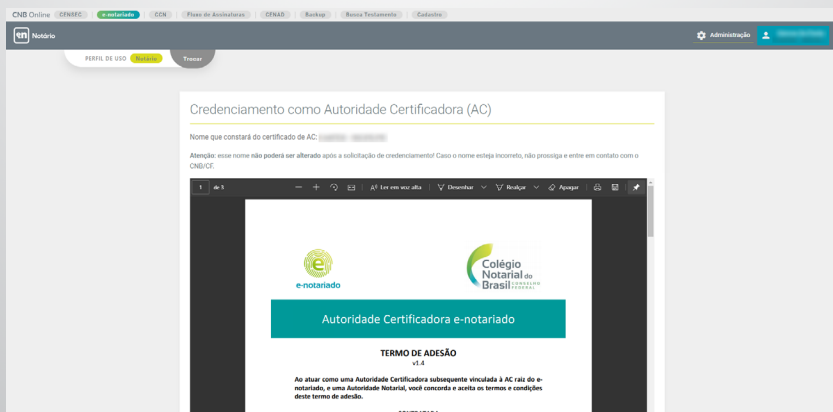 CNB Online CENSEC e-notariado CCN Fluxo de Assinaturas CENAD Backup Busca Testamento Cadastro
en Notário Administração
PERFIL DE USO Notário Trocar
Credenciamento como Autoridade Certificadora (AC)
Nome que constará do certificado de AC:
Atenção: esse nome não poderá ser alterado após a solicitação de credenciamento! Caso o nome esteja incorreto, não prossiga e entre em contato com o
CNB/CF.
1 de 3 Ler em voz alta Desenhar Realçar Apagar
e-notariado
Colégio
Notarial do
Brasil CONSELHO
FEDERAL
Autoridade Certificadora e-notariado
TERMO DE ADESÃO
v1.4
Ao atuar como uma Autoridade Certificadora subsequente vinculada à AC raiz do e-
notariado, e uma Autoridade Notarial, você concorda e aceita os termos e condições
deste termo de adesão.